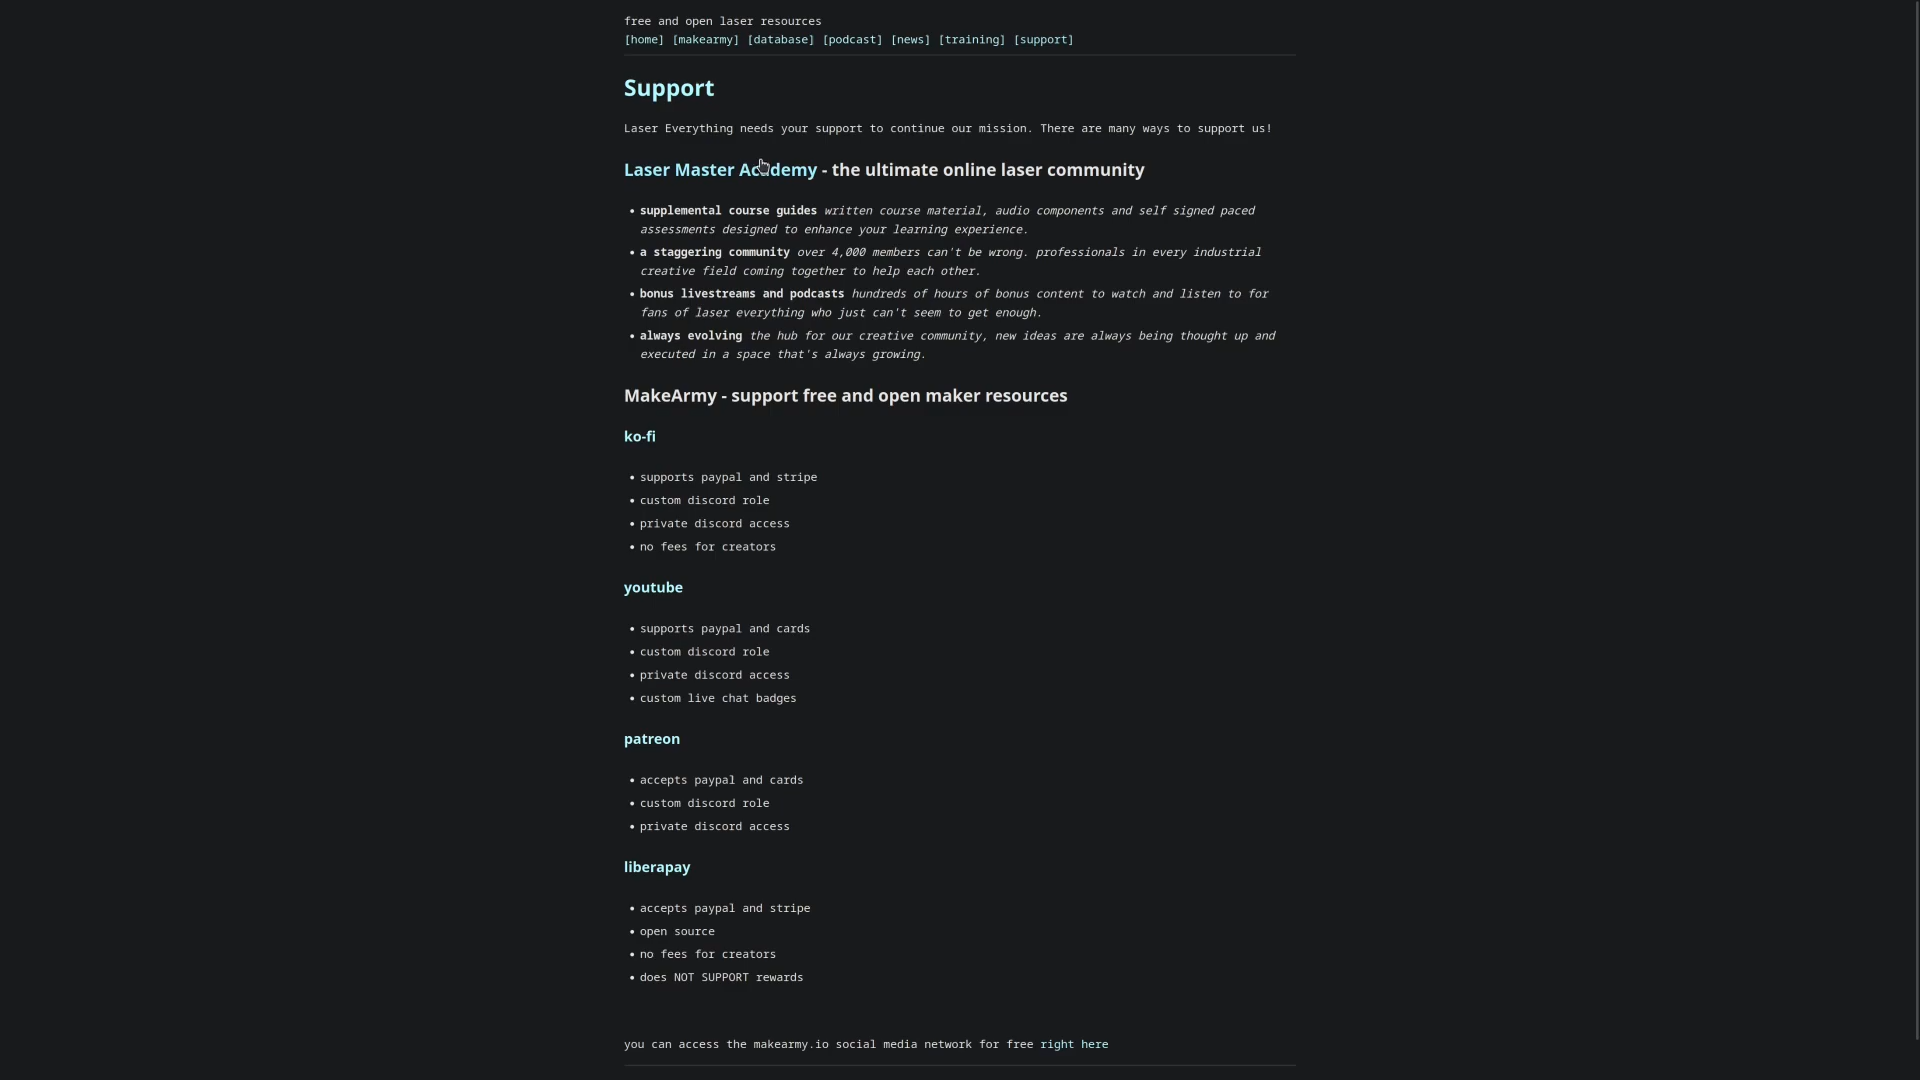 free and open laser resources
[home] [makearmy] [database] [podcast] [news] [training] [support]
Support
Laser Everything needs your support to continue our mission. There are many ways to support us!
Laser Master Academy - the ultimate online laser community
• supplemental course guides written course material, audio components and self signed paced
assessments designed to enhance your learning experience.
• a staggering community over 4,000 members can't be wrong. professionals in every industrial
creative field coming together to help each other.
• bonus livestreams and podcasts hundreds of hours of bonus content to watch and listen to for
fans of laser everything who just can't seem to get enough.
• always evolving the hub for our creative community, new ideas are always being thought up and
executed in a space that's always growing.
MakeArmy - support free and open maker resources
ko-fi
• supports paypal and stripe
• custom discord role
• private discord access
• no fees for creators
youtube
• supports paypal and cards
• custom discord role
• private discord access
• custom live chat badges
patreon
• accepts paypal and cards
• custom discord role
• private discord access
liberapay
• accepts paypal and stripe
• open source
• no fees for creators
• does NOT SUPPORT rewards
you can access the makearmy.io social media network for free right here